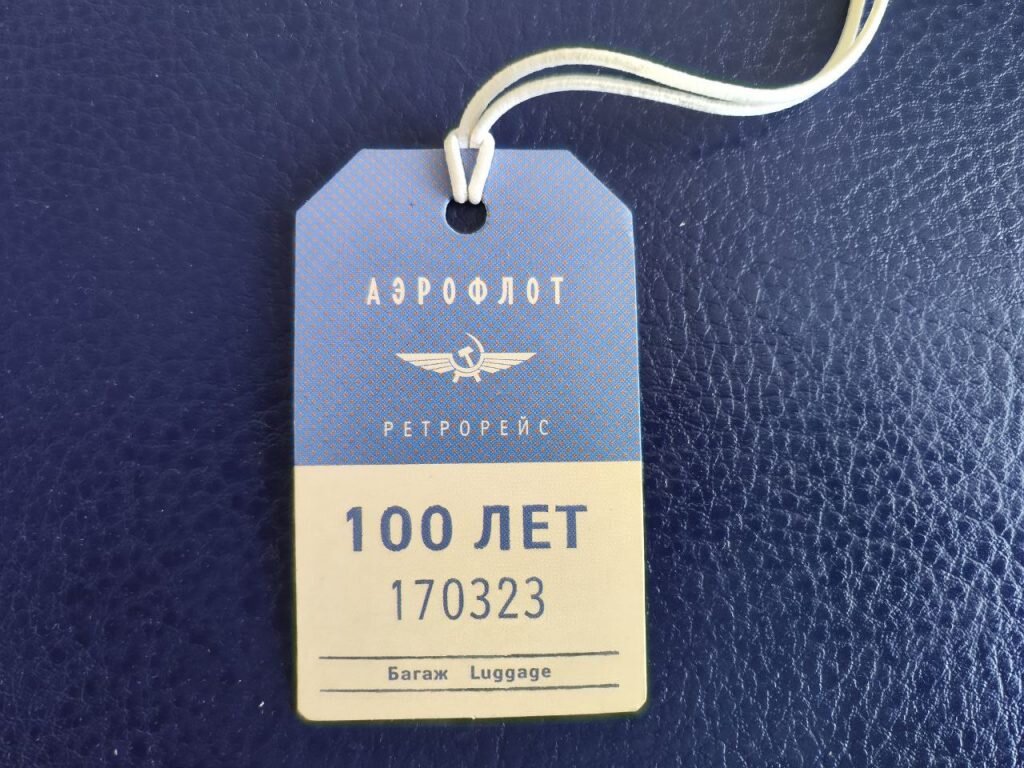 АЭРОФЛОТ
РЕТРОРЕЙС
100 ЛЕТ
170323
Багаж Luggage